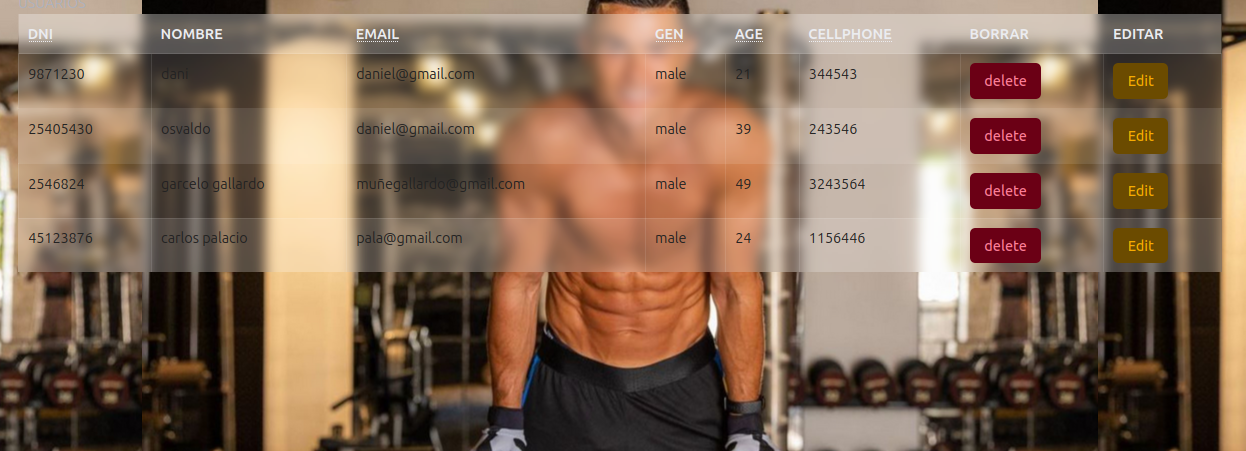 DNI NOMBRE EMAIL GEN AGE CELLPHONE BORRAR EDITAR
9871230 dani daniel@gmail.com male 21 344543 delete Edit
25405430 osvaldo daniel@gmail.com male 39 243546 delete Edit
2546824 garcelo gallardo muñegallardo@gmail.com male 49 3243564 delete Edit
45123876 carlos palacio pala@gmail.com male 24 1156446 delete Edit